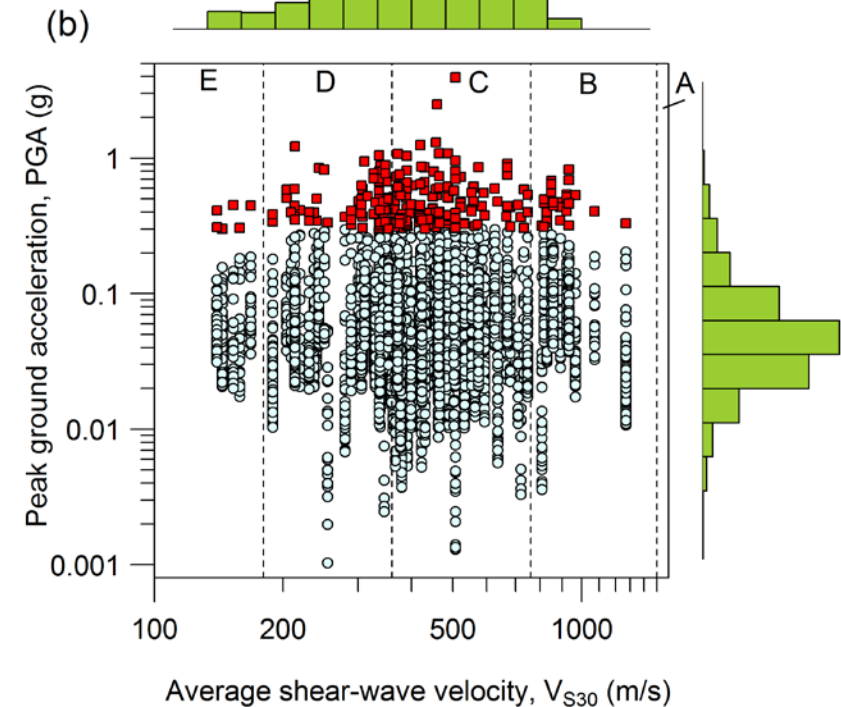 (b)
E D C B A
Peak ground acceleration, PGA (g)
1
0.1
0.01
0.001
100 200 500 1000
Average shear-wave velocity, V_S30 (m/s)